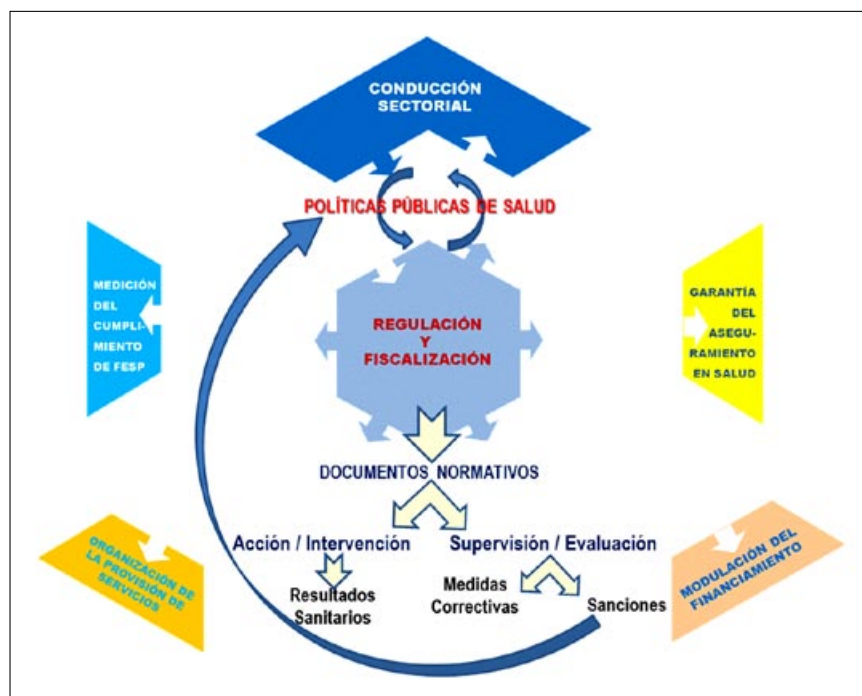 CONDUCCIÓN
SECTORIAL
POLÍTICAS PÚBLICAS DE SALUD
MEDICIÓN
DEL
CUMPLI-
MIENTO
DE FESP
REGULACIÓN
Y
FISCALIZACIÓN
GARANTÍA
DEL
ASEGU-
RAMIENTO
EN SALUD
DOCUMENTOS NORMATIVOS
Acción / Intervención
Supervisión / Evaluación
Resultados
Sanitarios
Medidas
Correctivas
Sanciones
ORGANIZACIÓN DE
LA PROVISIÓN DE
SERVICIOS
MODULACIÓN DEL
FINANCIAMIENTO